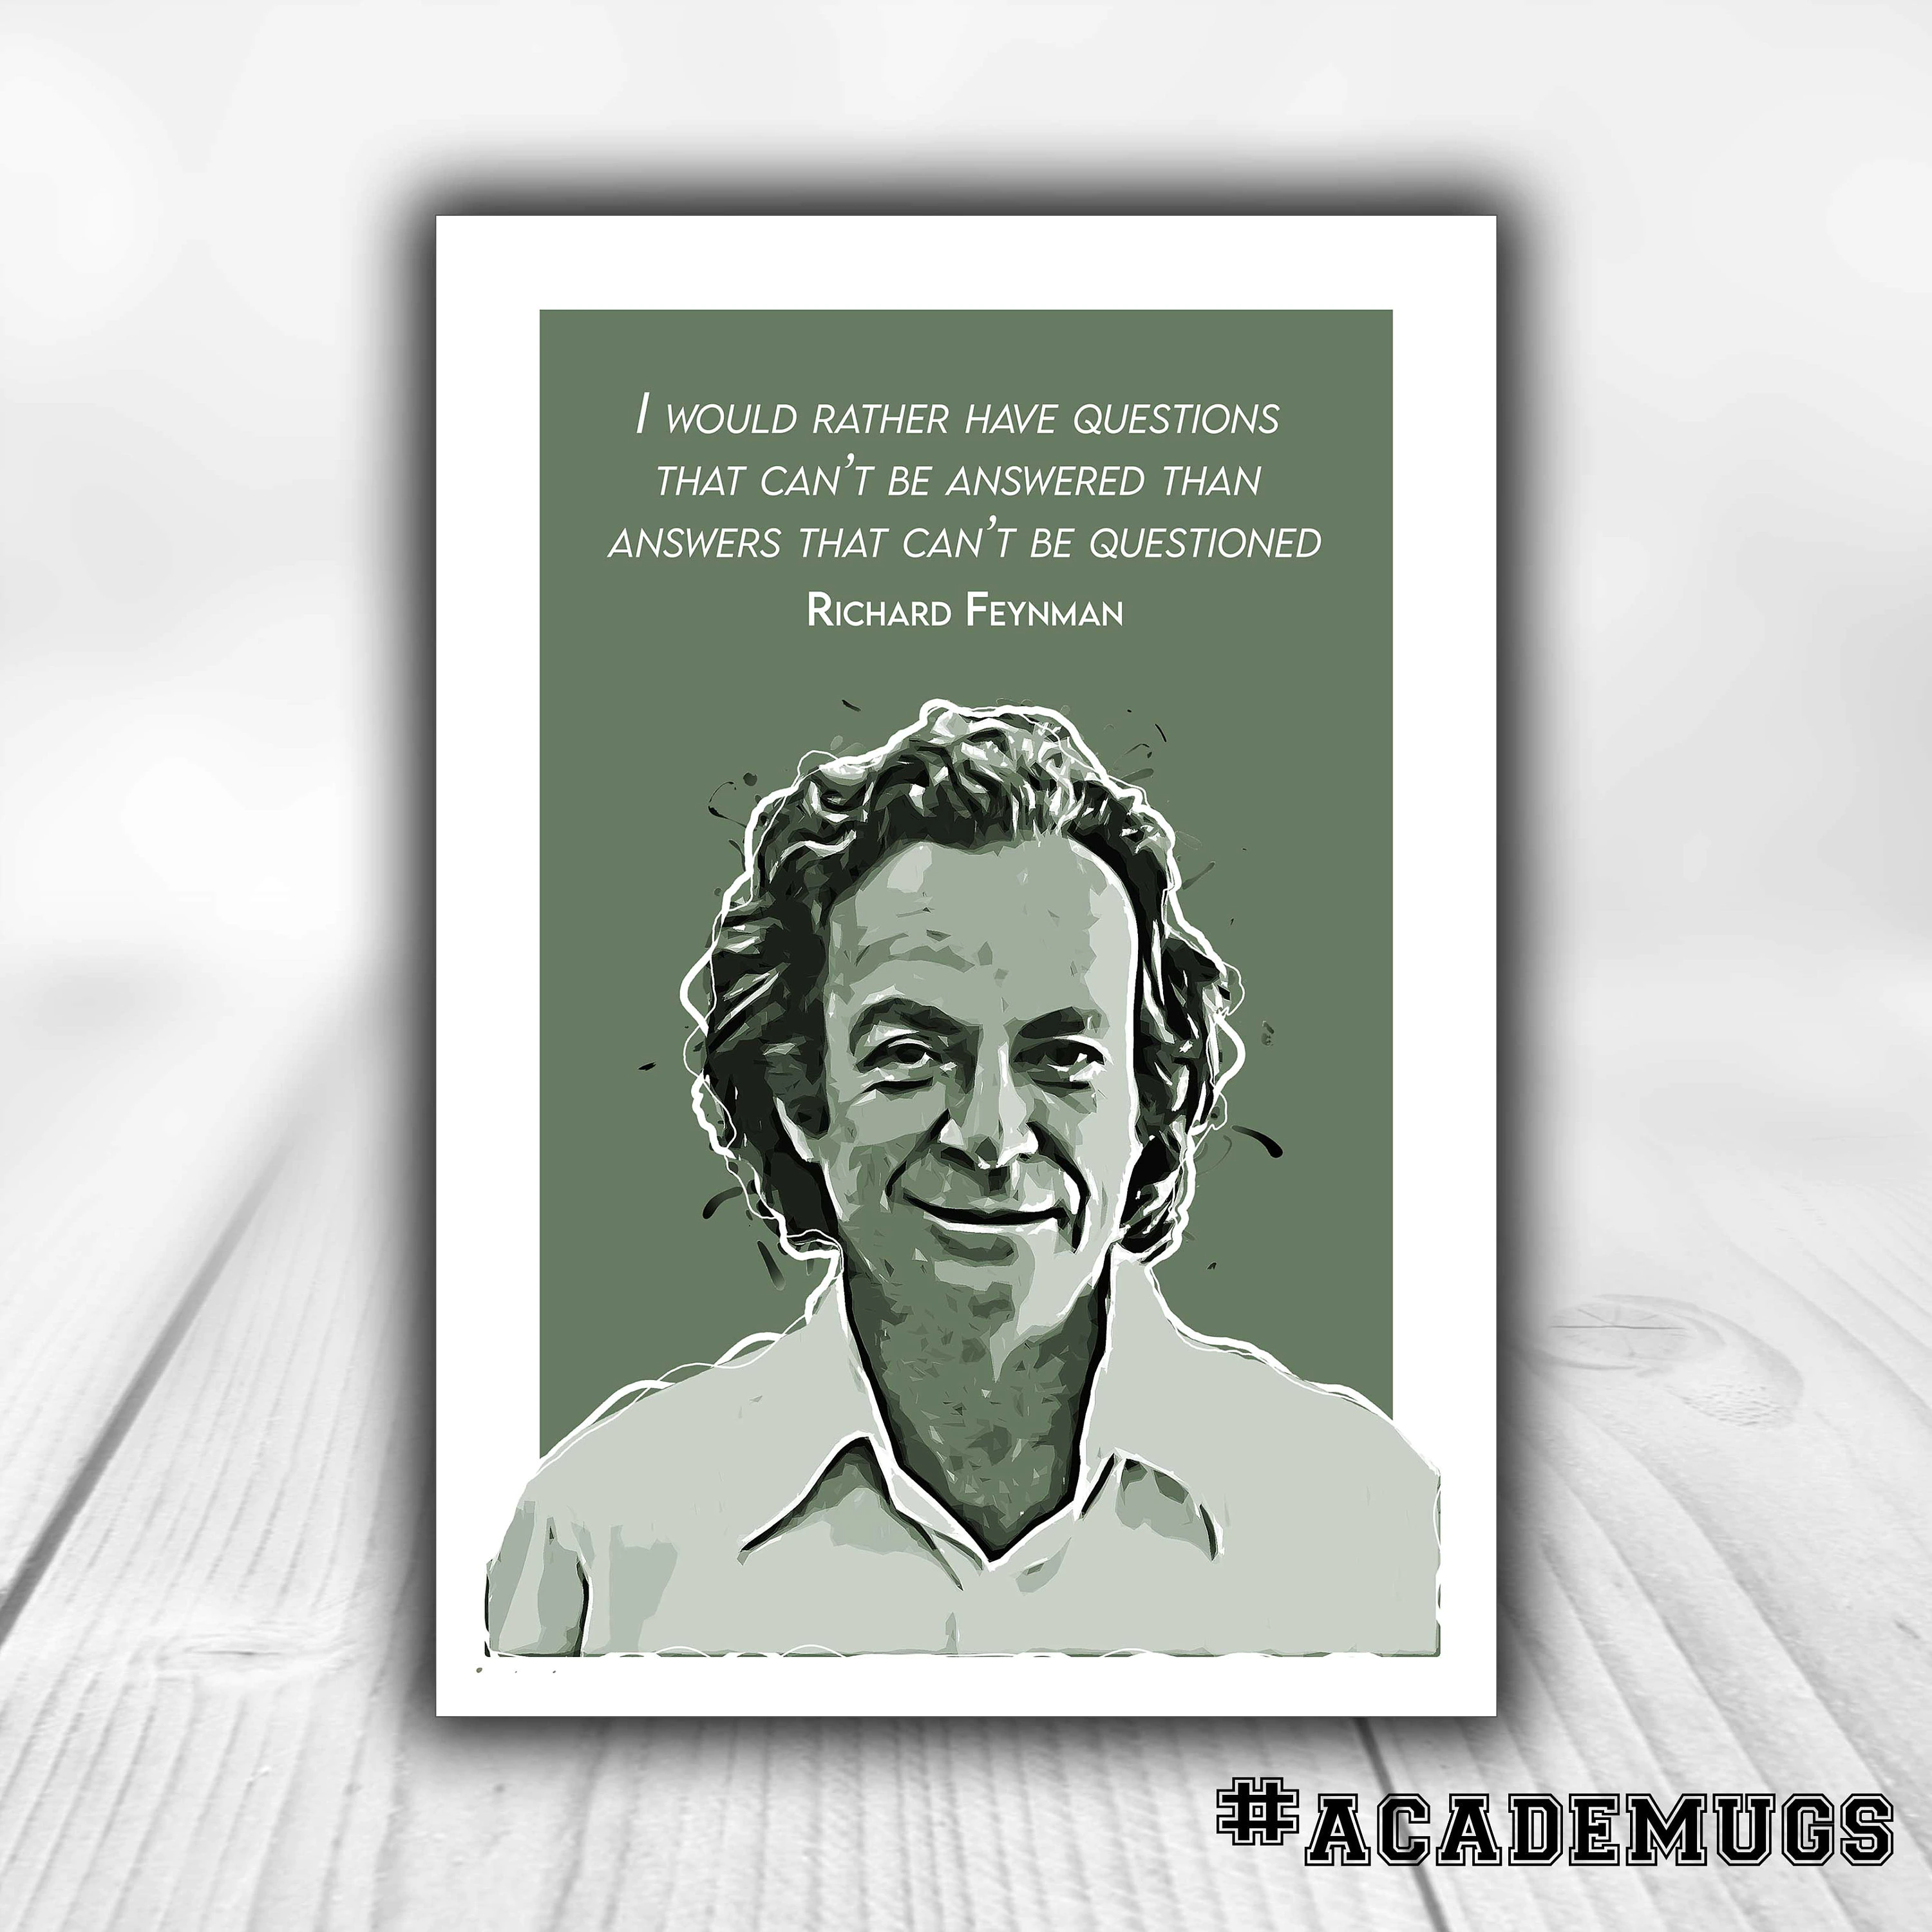 I would rather have questions
that can't be answered than
answers that can't be questioned
Richard Feynman
#ACADEMUGS